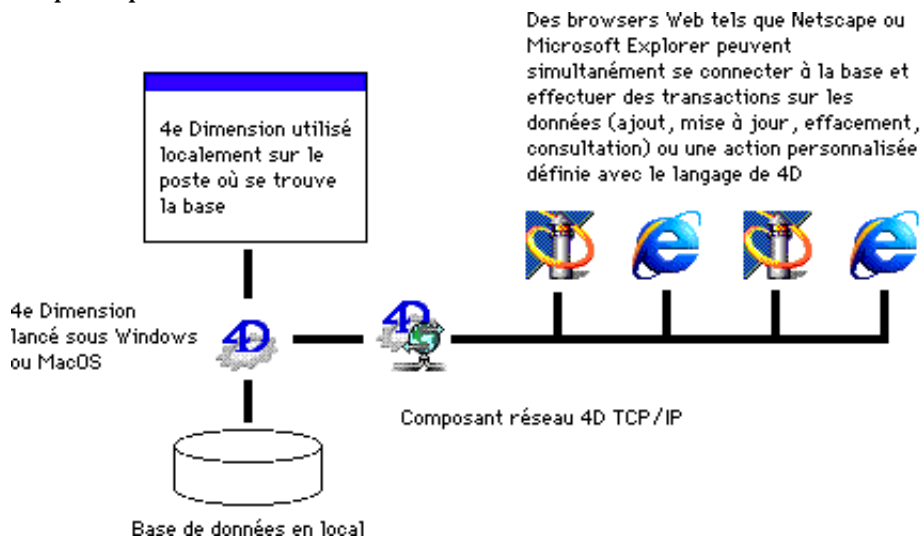 Des browsers Web tels que Netscape ou
Microsoft Explorer peuvent
simultanément se connecter à la base et
effectuer des transactions sur les
données (ajout, mise à jour, effacement,
consultation) ou une action personnalisée
définie avec le langage de 4D
4e Dimension utilisé
localement sur le
poste où se trouve
la base
4e Dimension
lancé sous Windows
ou MacOS
4D
4D
Composant réseau 4D TCP/IP
Base de données en local